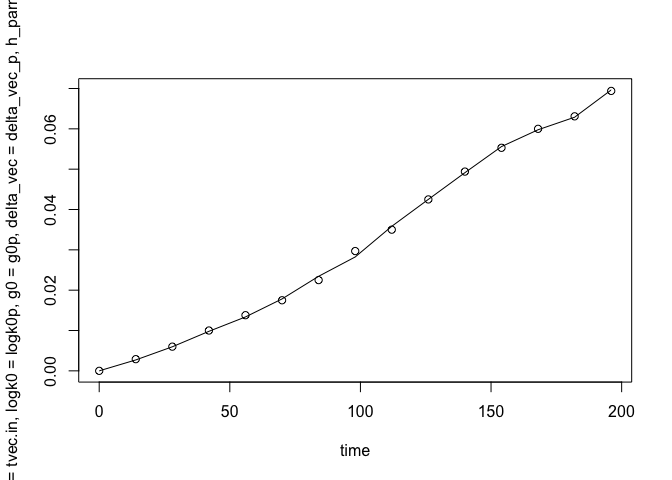 = tvec.in, logk0 = logk0p, g0 = g0p, delta_vec = delta_vec_p,
0.06
0.04
0.02
0.00
0 50 100 150 200
time